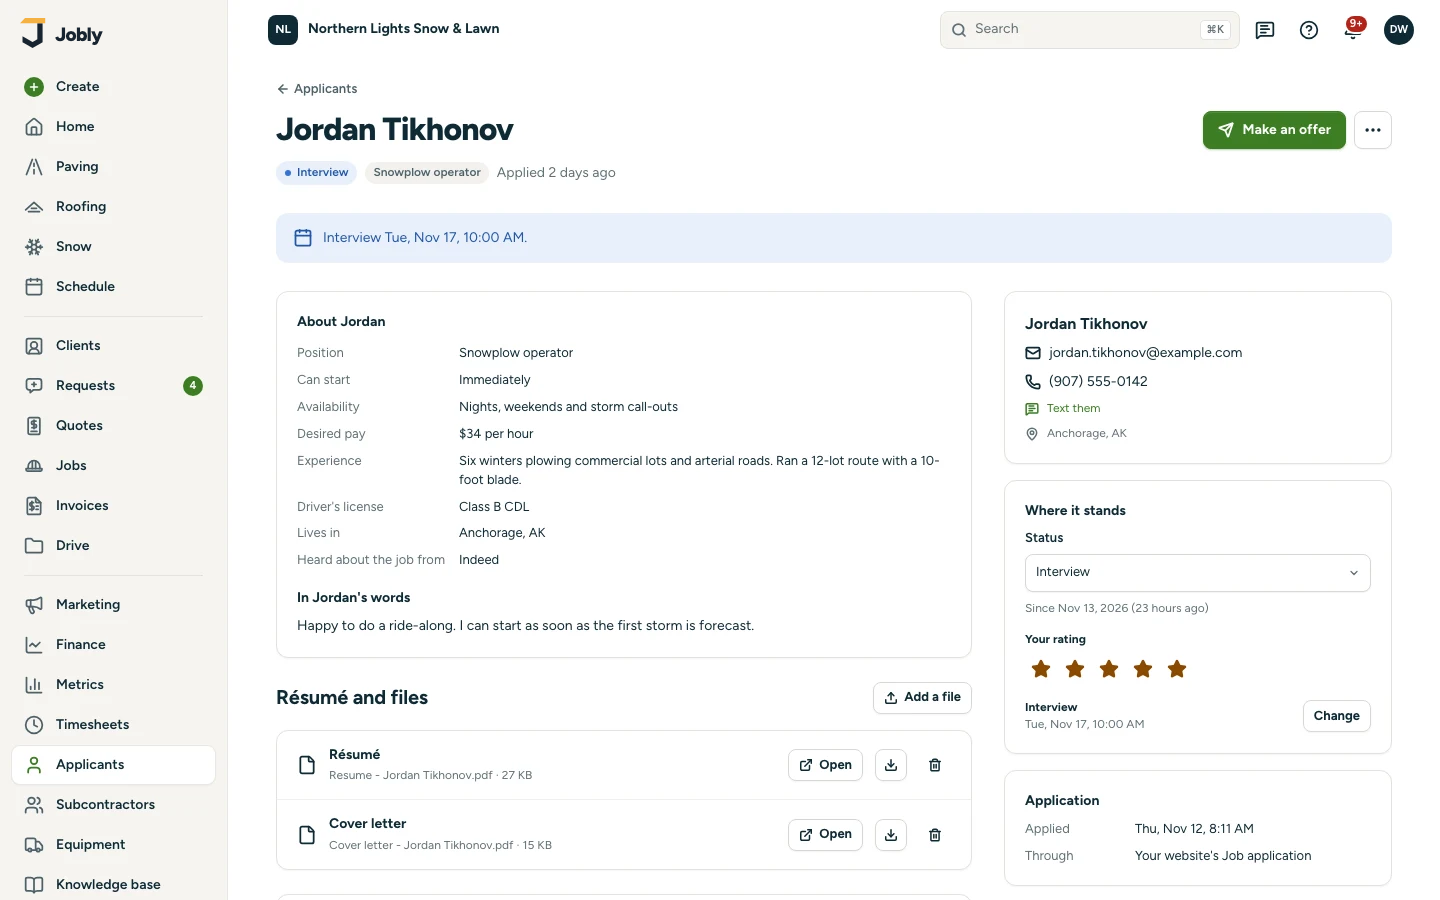 Jobly
NL
Northern Lights Snow & Lawn
Search
⌘K
9+
DW
Create
Home
Paving
Roofing
Snow
Schedule
Clients
Requests
4
Quotes
Jobs
Invoices
Drive
Marketing
Finance
Metrics
Timesheets
Applicants
Subcontractors
Equipment
Knowledge base
Applicants
Jordan Tikhonov
Make an offer
Interview
Snowplow operator
Applied 2 days ago
Interview Tue, Nov 17, 10:00 AM.
About Jordan
Position Snowplow operator
Can start Immediately
Availability Nights, weekends and storm call-outs
Desired pay $34 per hour
Experience Six winters plowing commercial lots and arterial roads. Ran a 12-lot route with a 10-
foot blade.
Driver's license Class B CDL
Lives in Anchorage, AK
Heard about the job from Indeed
In Jordan's words
Happy to do a ride-along. I can start as soon as the first storm is forecast.
Résumé and files
Add a file
Résumé
Resume - Jordan Tikhonov.pdf · 27 KB
Open
Cover letter
Cover letter - Jordan Tikhonov.pdf · 15 KB
Open
Jordan Tikhonov
jordan.tikhonov@example.com
(907) 555-0142
Text them
Anchorage, AK
Where it stands
Status
Interview
Since Nov 13, 2026 (23 hours ago)
Your rating
Interview
Tue, Nov 17, 10:00 AM
Change
Application
Applied Thu, Nov 12, 8:11 AM
Through Your website's Job application